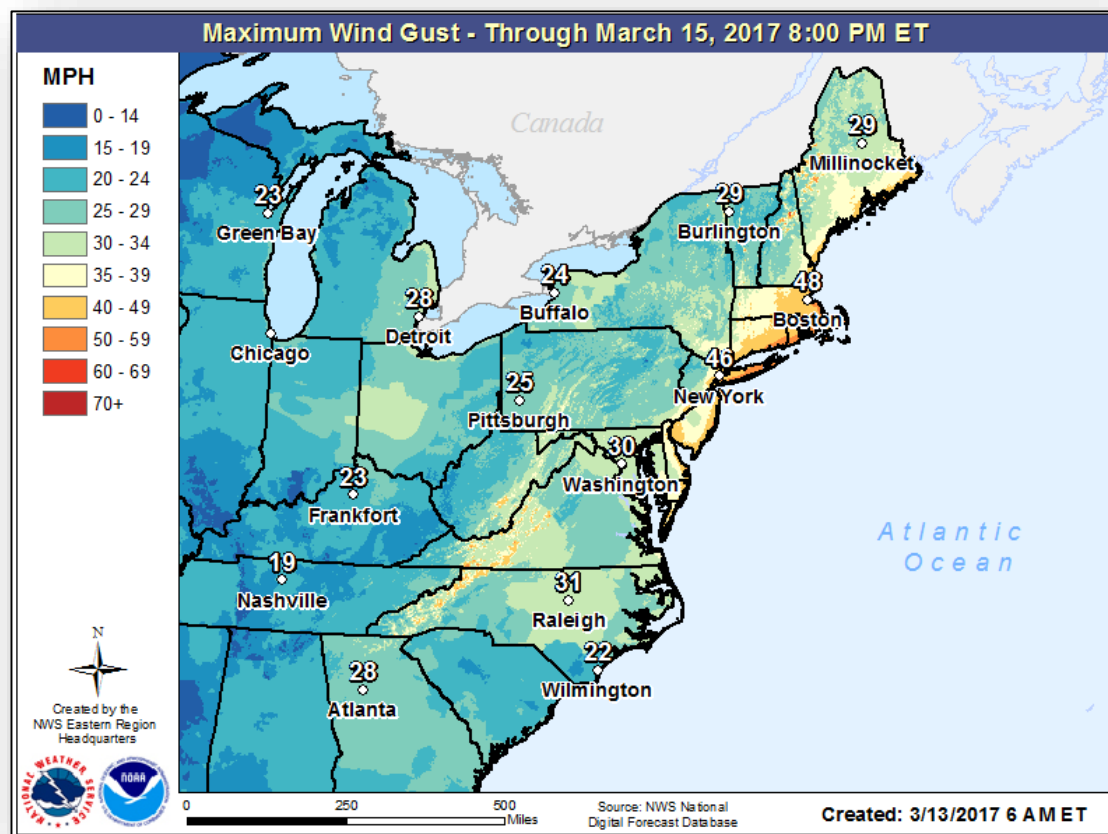 Maximum Wind Gust - Through March 15, 2017 8:00 PM ET
MPH
0 - 14
15 - 19
20 - 24
25 - 29
30 - 34
35 - 39
40 - 49
50 - 59
60 - 69
70+
Canada
29
Millinocket
29
Burlington
23
Green Bay
24
Buffalo
48
Boston
28
Detroit
Chicago
46
New York
25
Pittsburgh
30
Washington
23
Frankfort
Atlantic
Ocean
19
Nashville
31
Raleigh
22
Wilmington
28
Atlanta
N
Created by the
NWS Eastern Region
Headquarters
NATIONAL WEATHER SERVICE
NOAA
0 250 500
Miles
Source: NWS National
Digital Forecast Database
Created: 3/13/2017 6 AM ET